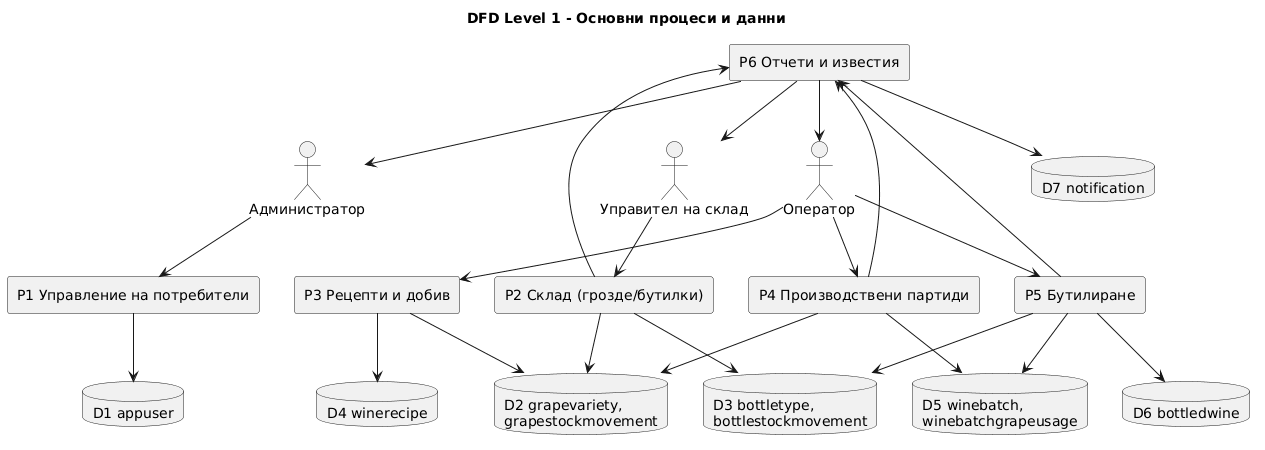 DFD Level 1 - Основни процеси и данни
P6 Отчети и известия
D7 notification
Администратор
Управител на склад
Оператор
P1 Управление на потребители
P3 Рецепти и добив
P2 Склад (грозде/бутилки)
P4 Производствени партиди
P5 Бутилиране
D1 appuser
D4 winerecipe
D2 grapevariety,
grapestockmovement
D3 bottletype,
bottlestockmovement
D5 winebatch,
winebatchgrapeusage
D6 bottledwine